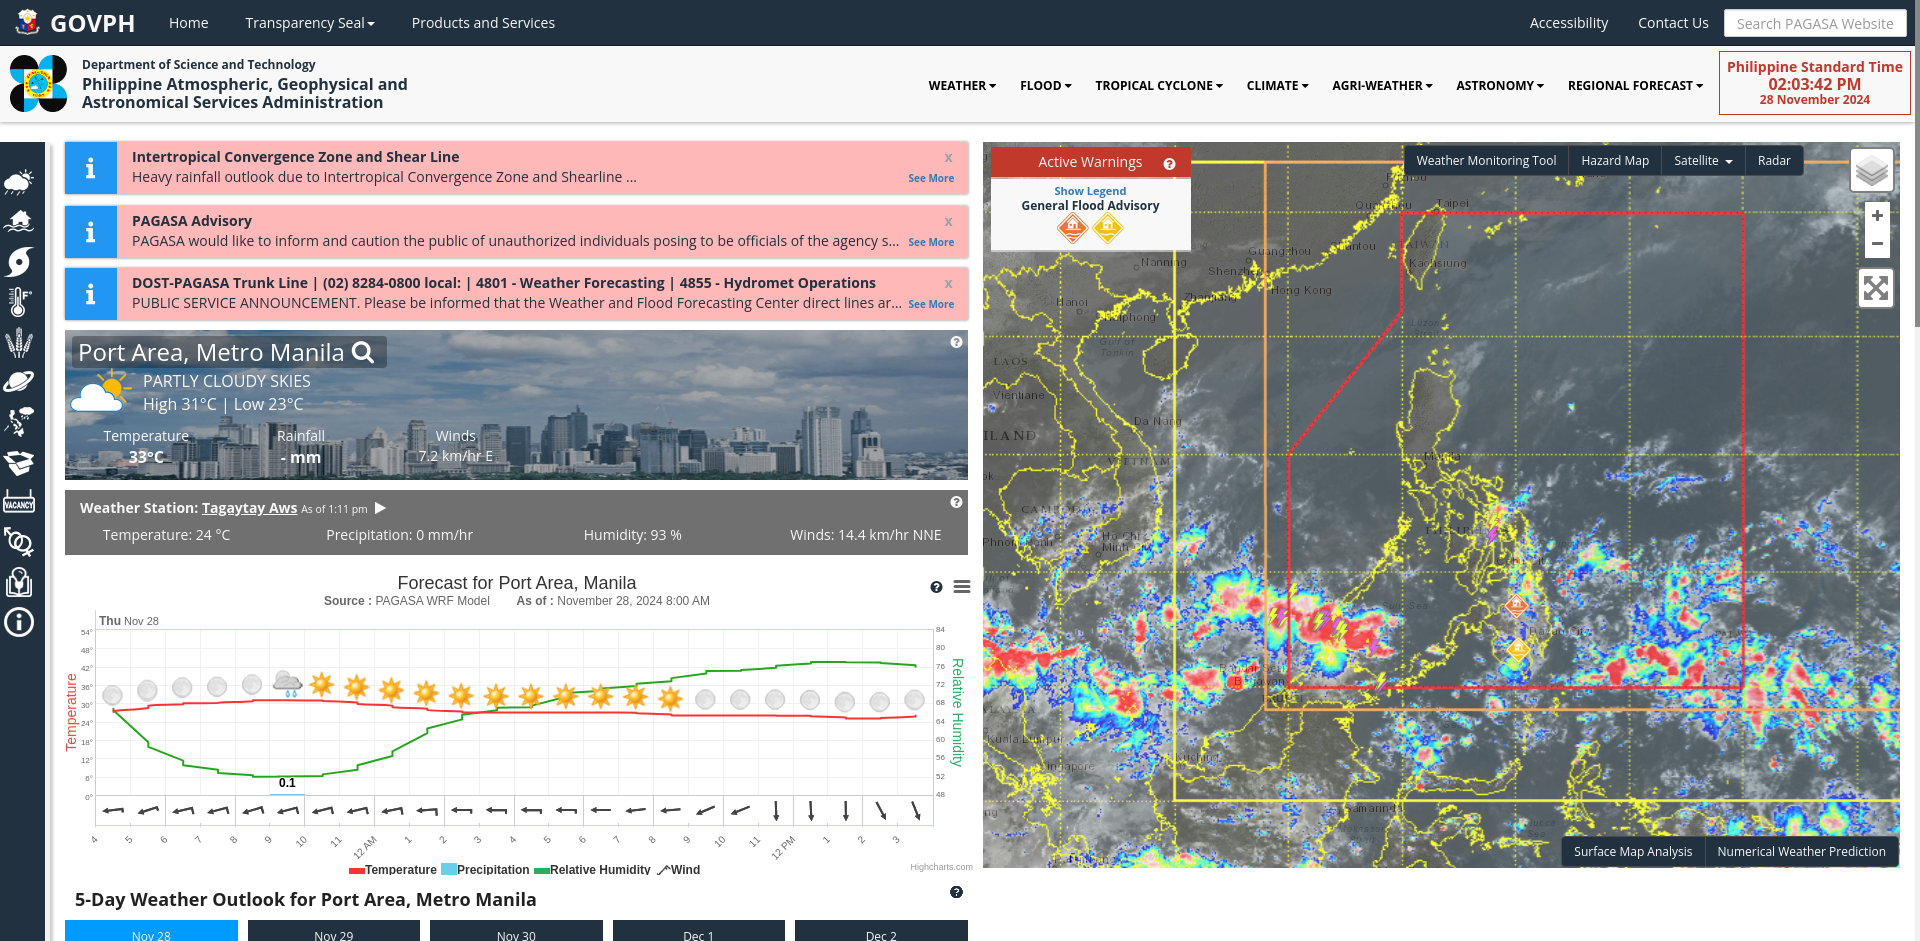 GOVPH
Home
Transparency Seal
Products and Services
Accessibility
Contact Us
Search PAGASA Website
Department of Science and Technology
Philippine Atmospheric, Geophysical and
Astronomical Services Administration
WEATHER
FLOOD
TROPICAL CYCLONE
CLIMATE
AGRI-WEATHER
ASTRONOMY
REGIONAL FORECAST
Philippine Standard Time
02:03:42 PM
28 November 2024
Intertropical Convergence Zone and Shear Line
x
Heavy rainfall outlook due to Intertropical Convergence Zone and Shearline ...
See More
PAGASA Advisory
x
PAGASA would like to inform and caution the public of unauthorized individuals posing to be officials of the agency s...
See More
DOST-PAGASA Trunk Line | (02) 8284-0800 local: | 4801 - Weather Forecasting | 4855 - Hydromet Operations
x
PUBLIC SERVICE ANNOUNCEMENT. Please be informed that the Weather and Flood Forecasting Center direct lines ar...
See More
Port Area, Metro Manila
PARTLY CLOUDY SKIES
High 31°C | Low 23°C
Temperature
33°C
Rainfall
- mm
Winds
7.2 km/hr E
Weather Station: Tagaytay Aws As of 1:11 pm
Temperature: 24 °C
Precipitation: 0 mm/hr
Humidity: 93 %
Winds: 14.4 km/hr NNE
Forecast for Port Area, Manila
Source : PAGASA WRF Model As of : November 28, 2024 8:00 AM
Thu Nov 28
54°
48°
42°
36°
30°
24°
18°
12°
6°
0°
Temperature
84
80
76
72
68
64
60
56
52
48
Relative Humidity
0.1
4
5
6
7
8
9
10
11
12 AM
1
2
3
4
5
6
7
8
9
10
11
12 PM
1
2
3
Temperature
Precipitation
Relative Humidity
Wind
Highcharts.com
5-Day Weather Outlook for Port Area, Metro Manila
Nov 28
Nov 29
Nov 30
Dec 1
Dec 2
VACANCY
Active Warnings
Show Legend
General Flood Advisory
Weather Monitoring Tool
Hazard Map
Satellite
Radar
+
−
Taipei
Guangzhou
Nanning
Shenzhen
Kaohsiung
Hong Kong
Zhanjiang
Hanoi
Haiphong
Luzon
Gulf of
Tonkin
LAOS
Vientiane
Da Nang
ILAND
VIETNAM
Manila
Ho Chi
Minh
Kuala Lumpur
Singapore
Kuching
Samarinda
Surface Map Analysis
Numerical Weather Prediction